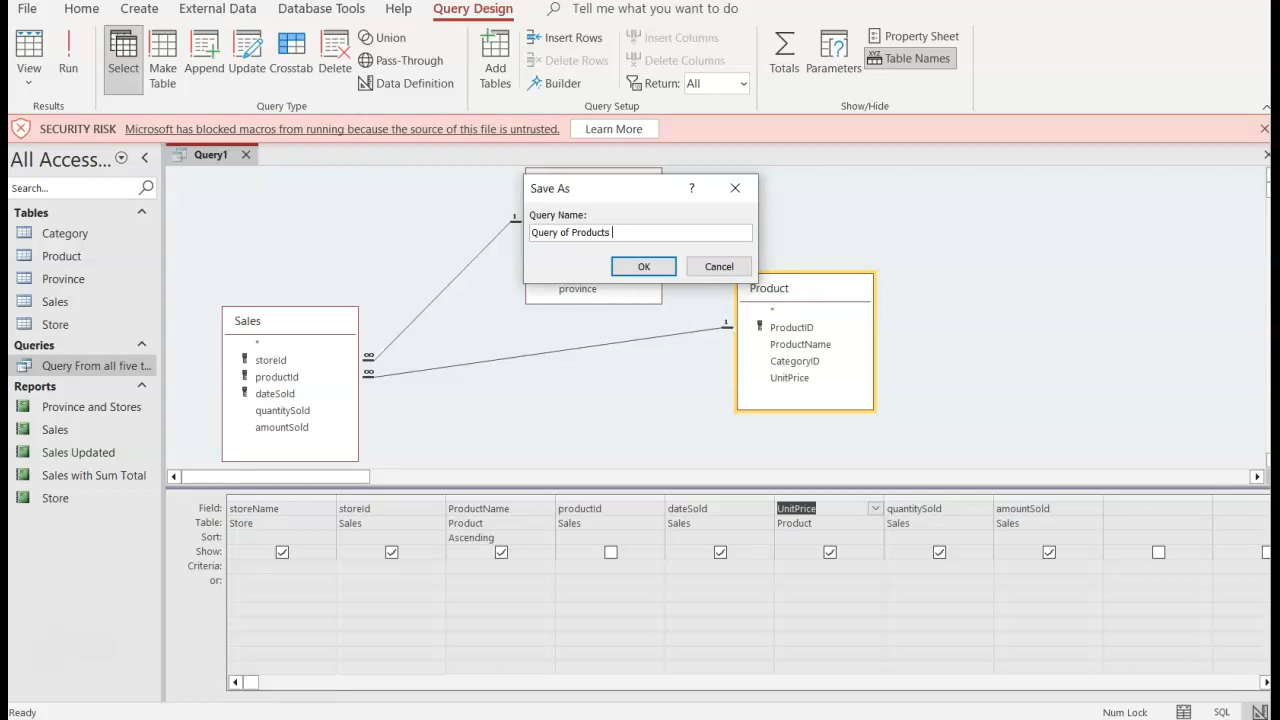 File Home Create External Data Database Tools Help Query Design Tell me what you want to do
View
Run
Results
Select
Make Table
Append
Update
Crosstab
Delete
Union
Pass-Through
Data Definition
Query Type
Add Tables
Insert Rows
Delete Rows
Builder
Insert Columns
Delete Columns
Return: All
Query Setup
Totals
Parameters
Property Sheet
XYZ Table Names
Show/Hide
SECURITY RISK Microsoft has blocked macros from running because the source of this file is untrusted. Learn More
All Access...
Search...
Tables
Category
Product
Province
Sales
Store
Queries
Query From all five t...
Reports
Province and Stores
Sales
Sales Updated
Sales with Sum Total
Store
Query1
Save As ?
Query Name:
Query of Products
OK Cancel
province
1
Sales
*
storeId
productId
dateSold
quantitySold
amountSold
∞
∞
1
Product
*
ProductID
ProductName
CategoryID
UnitPrice
Field: storeName storeId ProductName productId dateSold UnitPrice quantitySold amountSold
Table: Store Sales Product Sales Sales Product Sales Sales
Sort: Ascending
Show:
Criteria:
or:
Ready Num Lock SQL